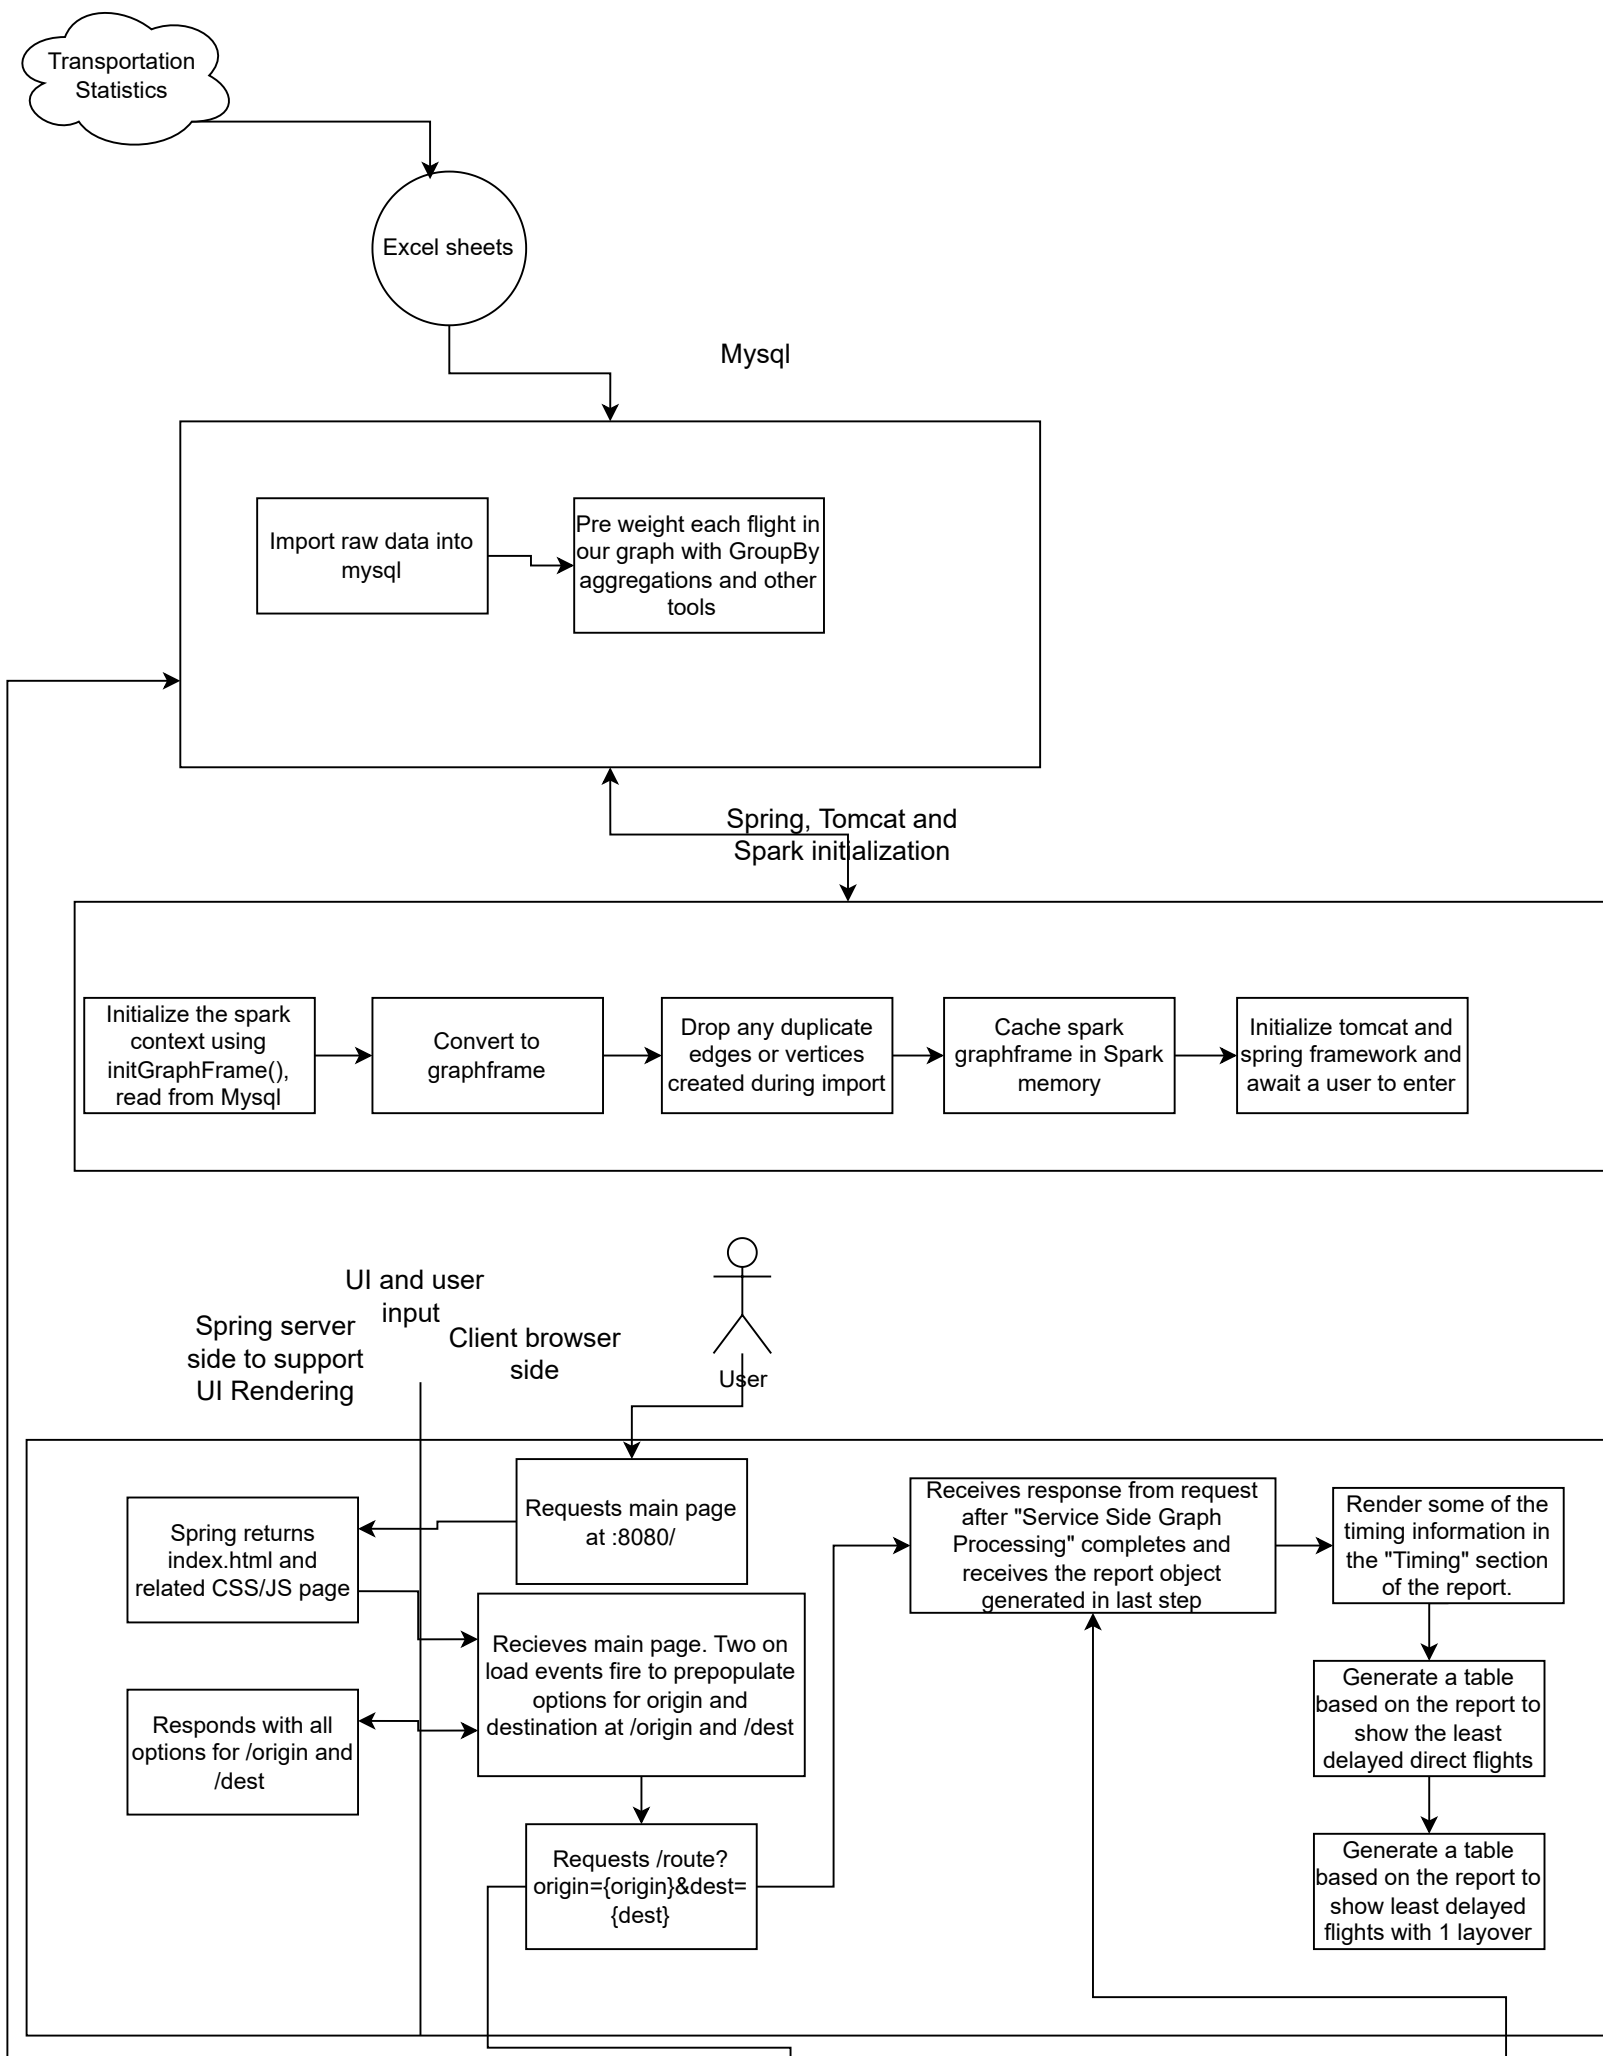 Transportation
Statistics
Excel sheets
Mysql
Import raw data into
mysql
Pre weight each flight in
our graph with GroupBy
aggregations and other
tools
Spring, Tomcat and
Spark initialization
Initialize the spark
context using
initGraphFrame(),
read from Mysql
Convert to
graphframe
Drop any duplicate
edges or vertices
created during import
Cache spark
graphframe in Spark
memory
Initialize tomcat and
spring framework and
await a user to enter
UI and user
input
Spring server
side to support
UI Rendering
Client browser
side
User
Requests main page
at :8080/
Spring returns
index.html and
related CSS/JS page
Recieves main page. Two on
load events fire to prepopulate
options for origin and
destination at /origin and /dest
Responds with all
options for /origin and
/dest
Requests /route?
origin={origin}&dest=
{dest}
Receives response from request
after "Service Side Graph
Processing" completes and
receives the report object
generated in last step
Render some of the
timing information in
the "Timing" section
of the report.
Generate a table
based on the report to
show the least
delayed direct flights
Generate a table
based on the report to
show least delayed
flights with 1 layover